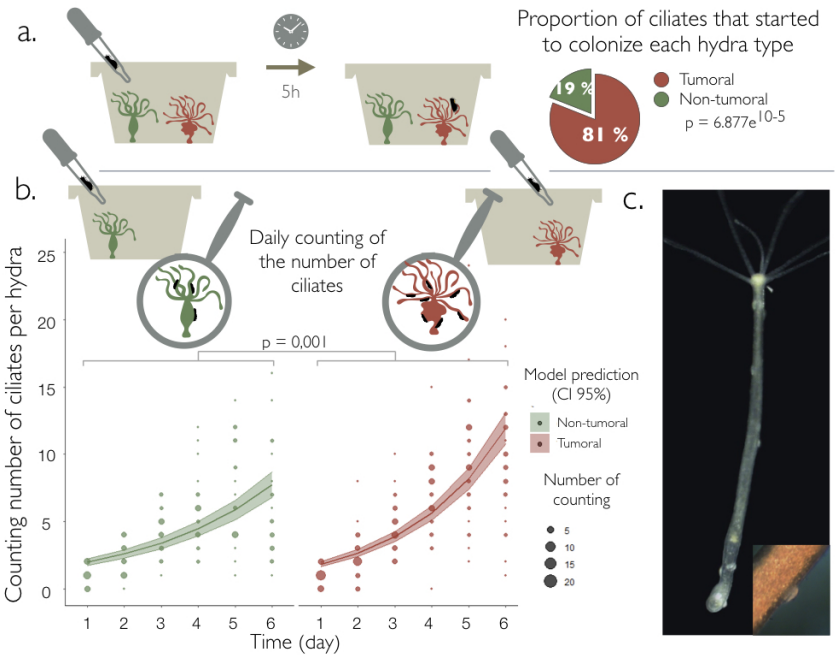 a.
5h
Proportion of ciliates that started
to colonize each hydra type
19 %
81 %
Tumoral
Non-tumoral
p = 6.877e10-5
b.
Daily counting of
the number of
ciliates
c.
Counting number of ciliates per hydra
25
20
15
10
5
0
p = 0,001
1 2 3 4 5 6
1 2 3 4 5 6
Time (day)
Model prediction
(CI 95%)
Non-tumoral
Tumoral
Number of
counting
5
10
15
20